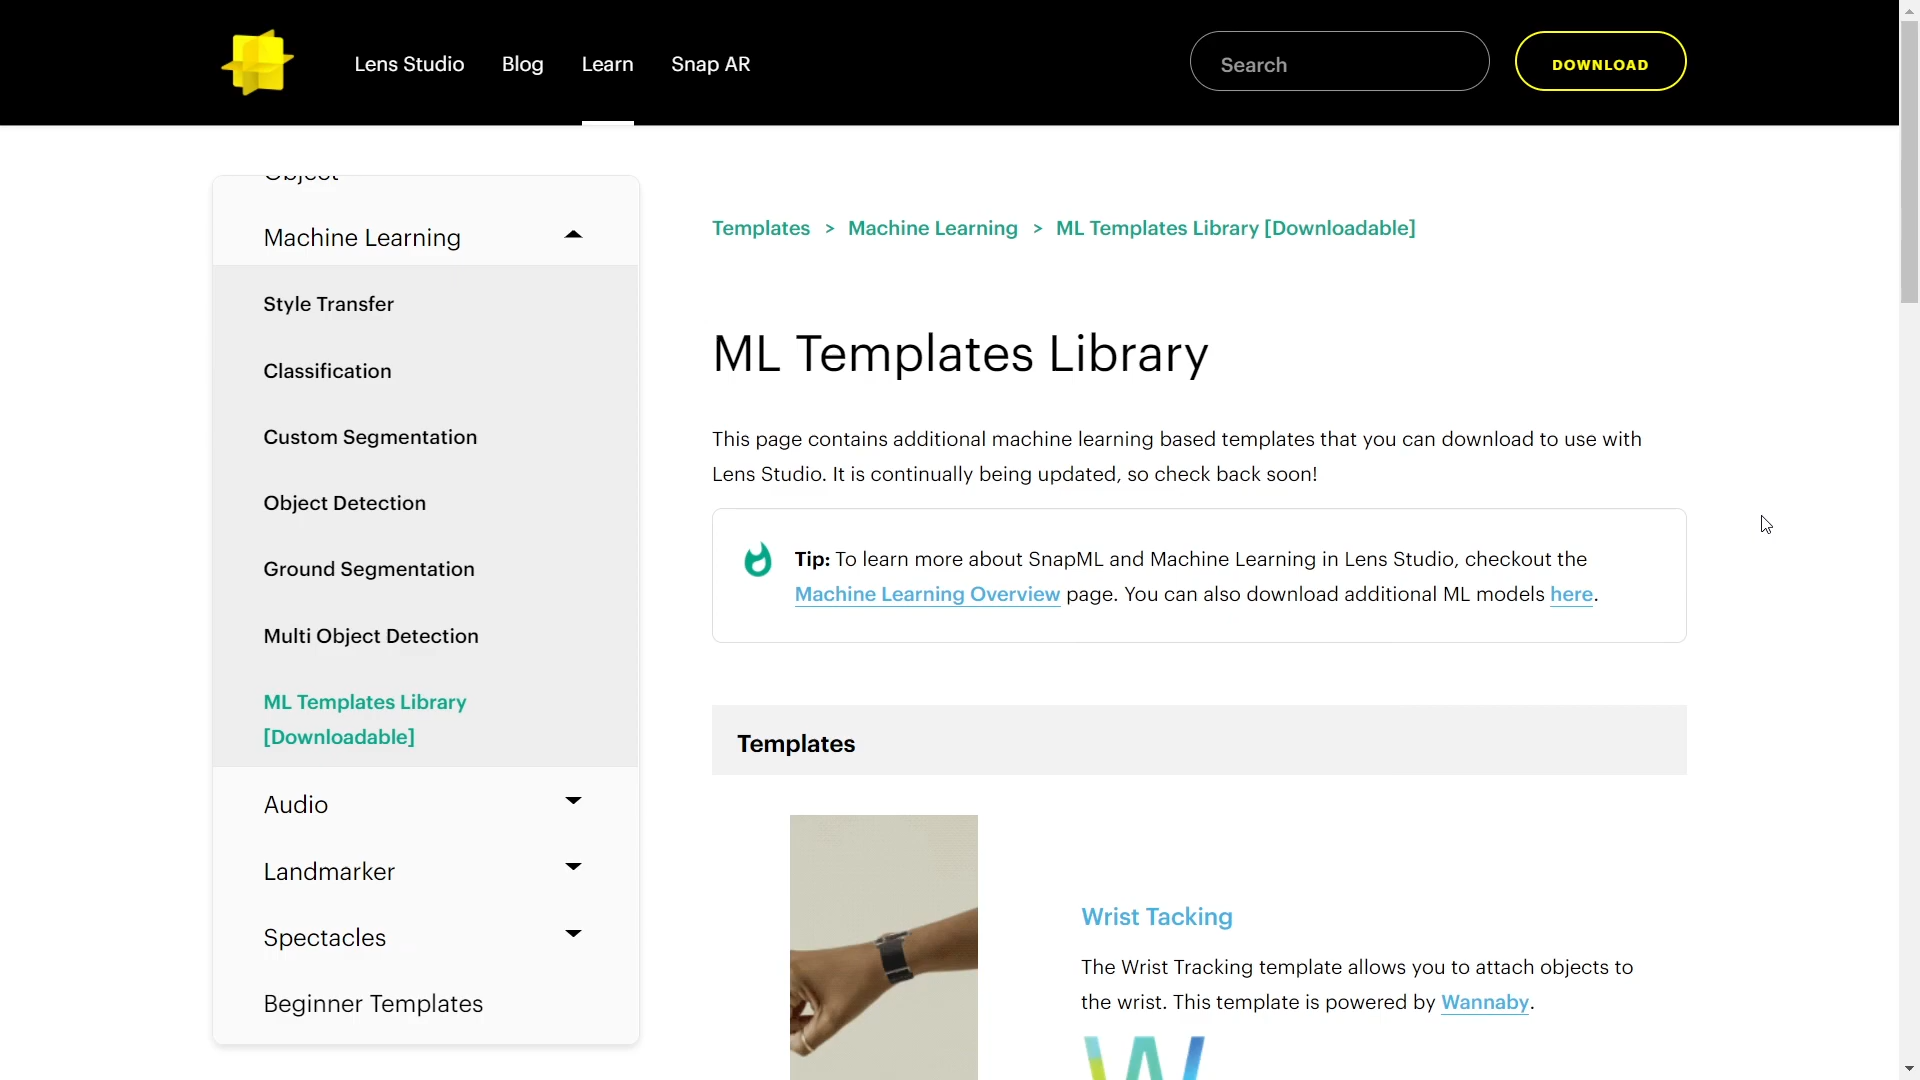 Lens Studio
Blog
Learn
Snap AR
Search
DOWNLOAD
Object
Machine Learning
Style Transfer
Classification
Custom Segmentation
Object Detection
Ground Segmentation
Multi Object Detection
ML Templates Library
[Downloadable]
Audio
Landmarker
Spectacles
Beginner Templates
Templates > Machine Learning > ML Templates Library [Downloadable]
ML Templates Library
This page contains additional machine learning based templates that you can download to use with
Lens Studio. It is continually being updated, so check back soon!
Tip: To learn more about SnapML and Machine Learning in Lens Studio, checkout the
Machine Learning Overview page. You can also download additional ML models here.
Templates
Wrist Tacking
The Wrist Tracking template allows you to attach objects to
the wrist. This template is powered by Wannaby.
W